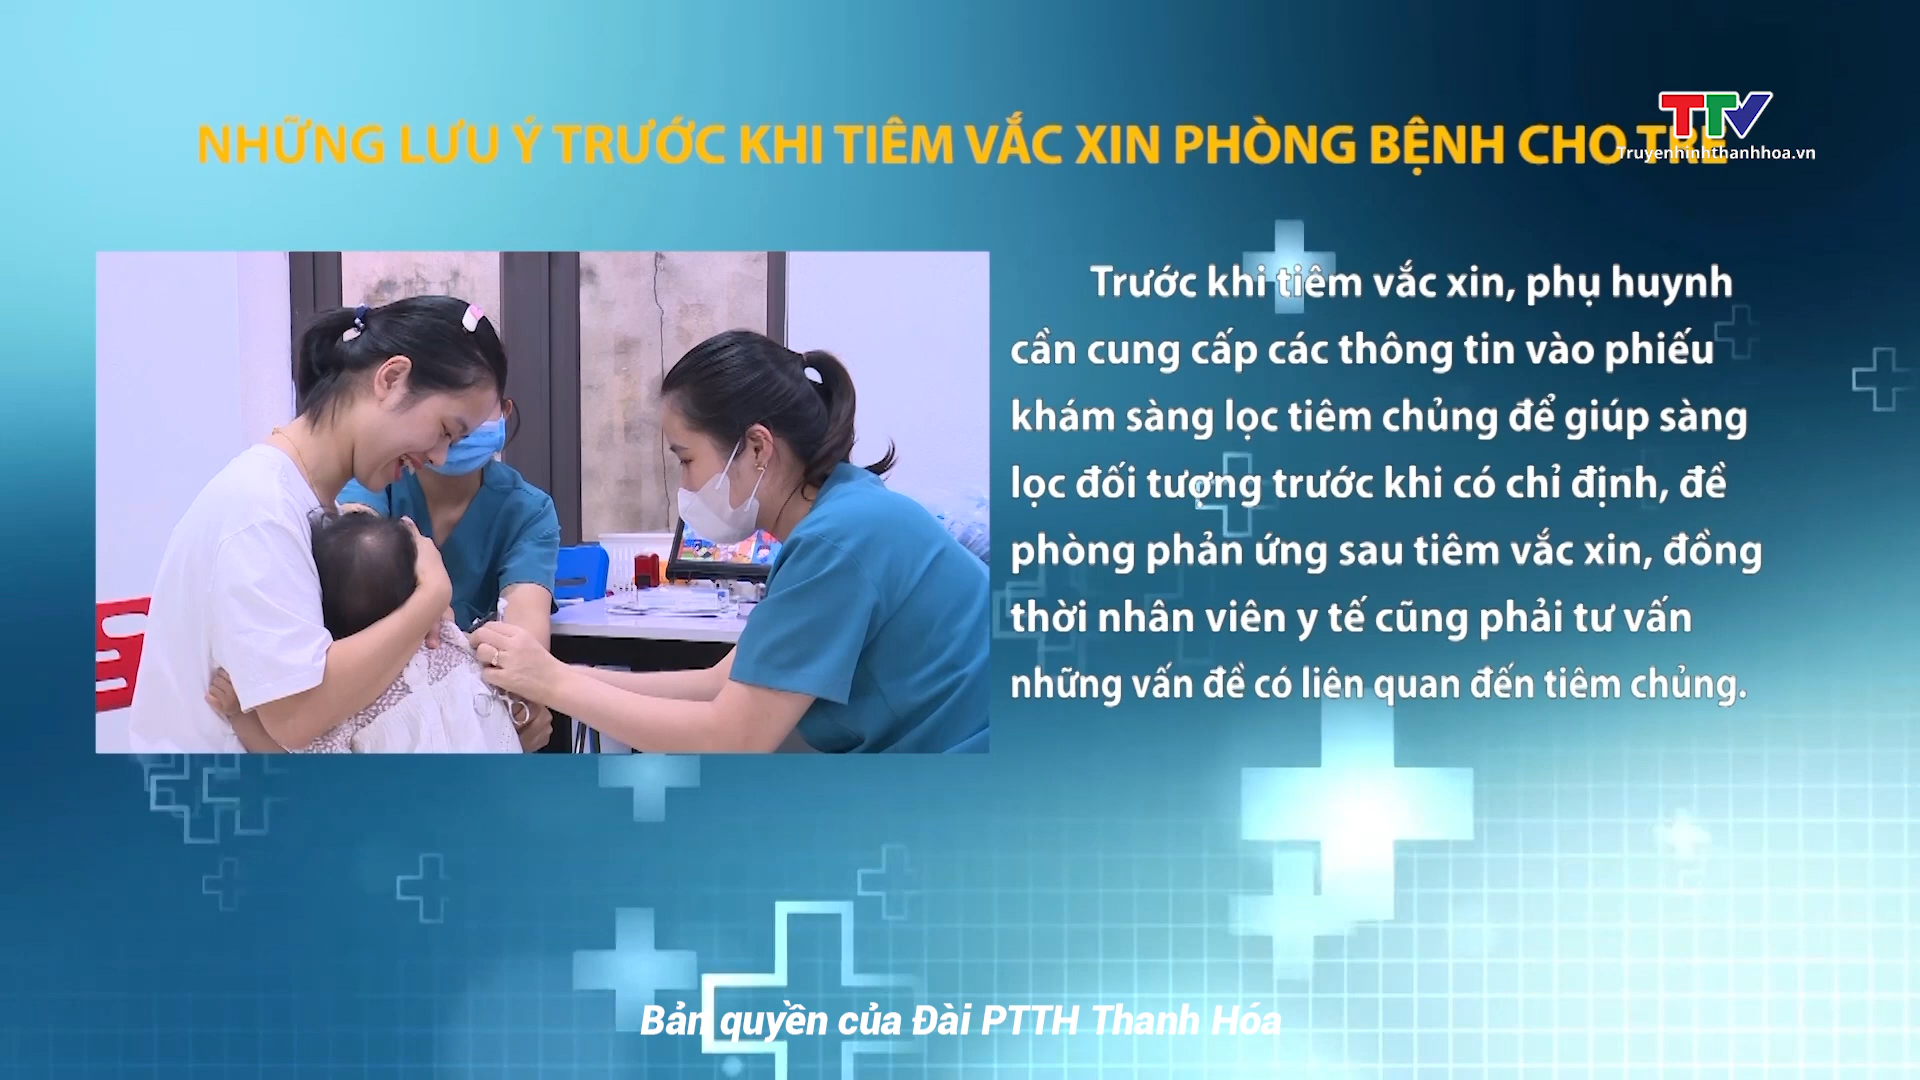 NHỮNG LƯU Ý TRƯỚC KHI TIÊM VẮC XIN PHÒNG BỆNH CHO TRẺ
TTV
Truyenhinhthanhhoa.vn
Trước khi tiêm vắc xin, phụ huynh
cần cung cấp các thông tin vào phiếu
khám sàng lọc tiêm chủng để giúp sàng
lọc đối tượng trước khi có chỉ định, đề
phòng phản ứng sau tiêm vắc xin, đồng
thời nhân viên y tế cũng phải tư vấn
những vấn đề có liên quan đến tiêm chủng.
Bản quyền của Đài PTTH Thanh Hóa